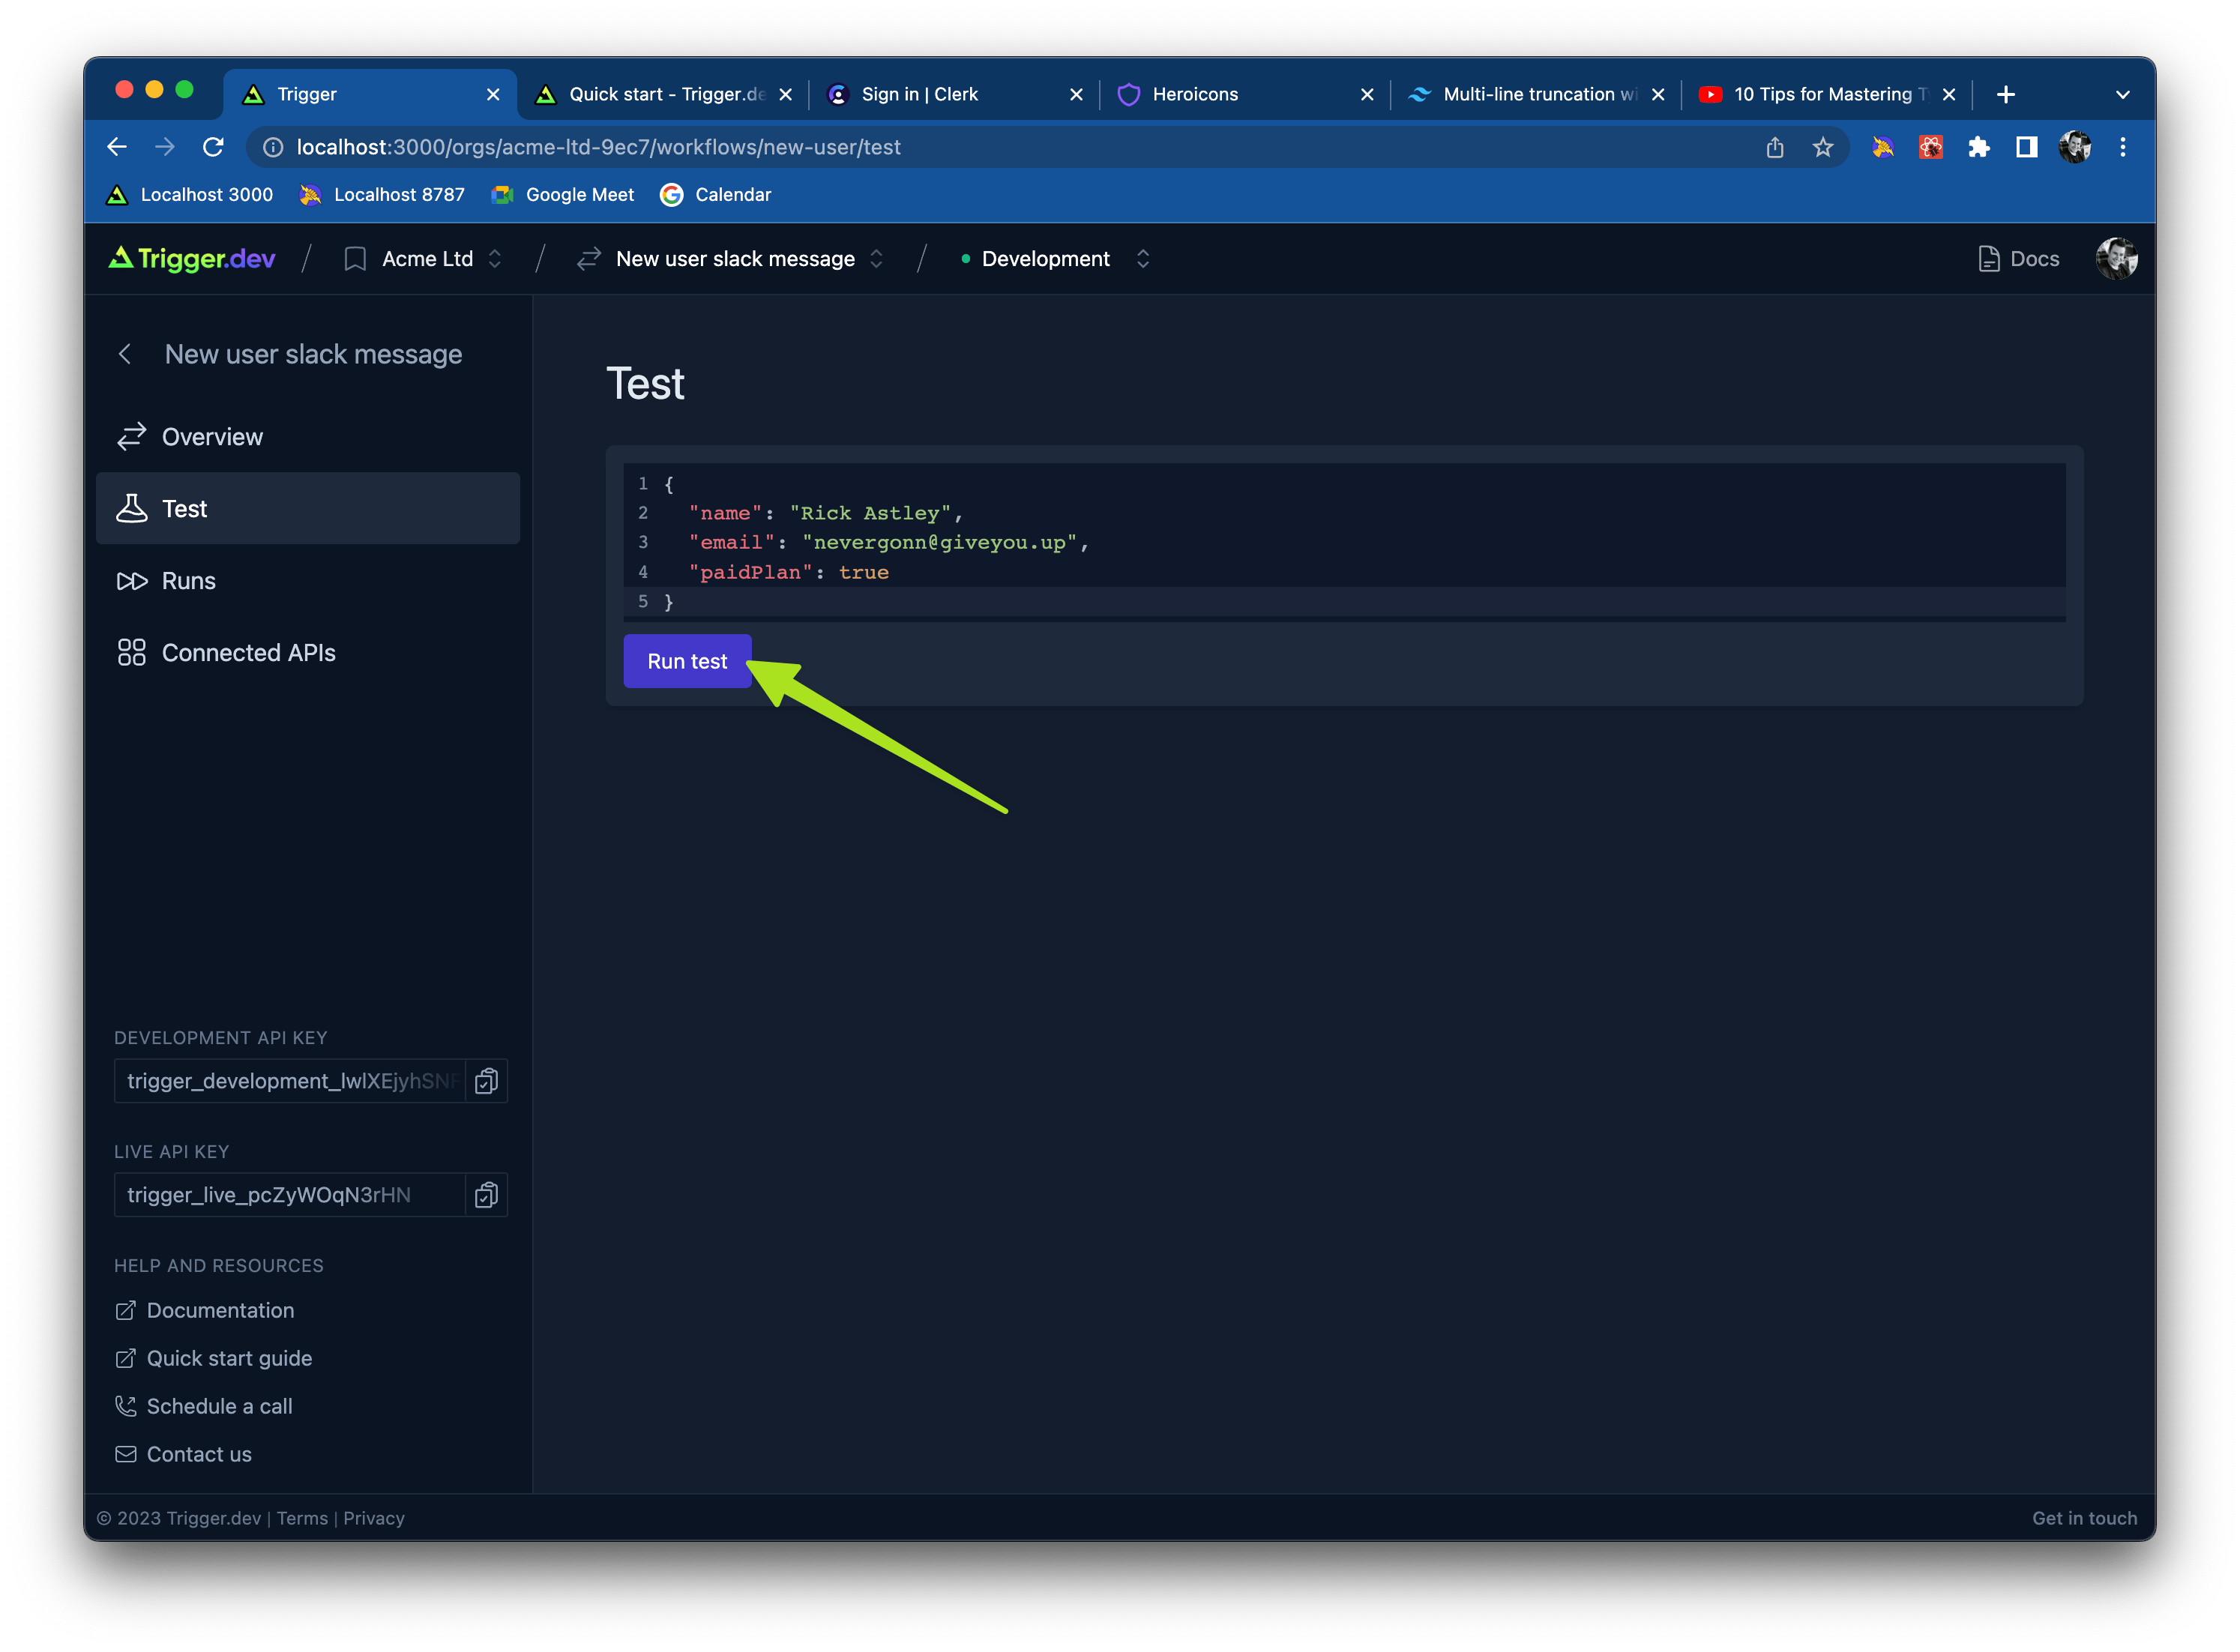 Trigger
Quick start - Trigger.de
Sign in | Clerk
Heroicons
Multi-line truncation wi
10 Tips for Mastering T
localhost:3000/orgs/acme-ltd-9ec7/workflows/new-user/test
Localhost 3000
Localhost 8787
Google Meet
Calendar
Trigger.dev
Acme Ltd
New user slack message
Development
Docs
New user slack message
Overview
Test
Runs
Connected APIs
Test
1 {
2 "name": "Rick Astley",
3 "email": "nevergonn@giveyou.up",
4 "paidPlan": true
5 }
Run test
DEVELOPMENT API KEY
trigger_development_lwlXEjyhSNF
LIVE API KEY
trigger_live_pcZyWOqN3rHN
HELP AND RESOURCES
Documentation
Quick start guide
Schedule a call
Contact us
© 2023 Trigger.dev | Terms | Privacy
Get in touch